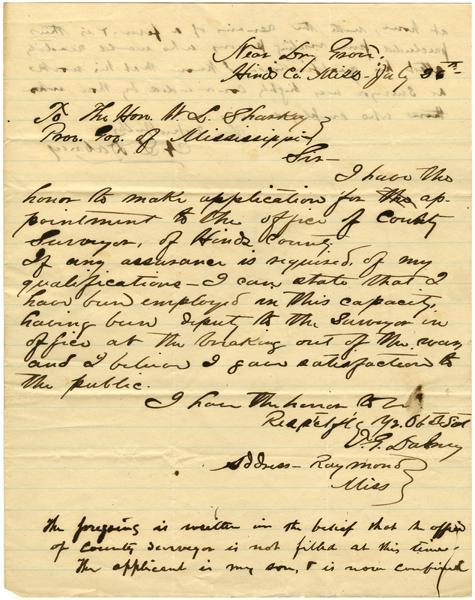 Near Dry Grove
Hinds Co. Miss. July
To The Hon. W. L. Sharkey
Prov. Gov. of Mississippi
Sir
I have the
honor to make application for the ap-
pointment to the office of County
Surveyor, of Hinds County.
If any assurance is required, of my
qualifications - I can state that I
have been employed in this capacity,
having been deputy to the Surveyor in
office at the breaking out of the war,
and I believe I gave satisfaction to
the public.
I have the honor to be
Respectfly Yr. Obt. Svt
Dabney
Address - Raymond
Miss
The foregoing is written in the belief that the office
of County Surveyor is not filled at this time -
The applicant is my son, & is now confined